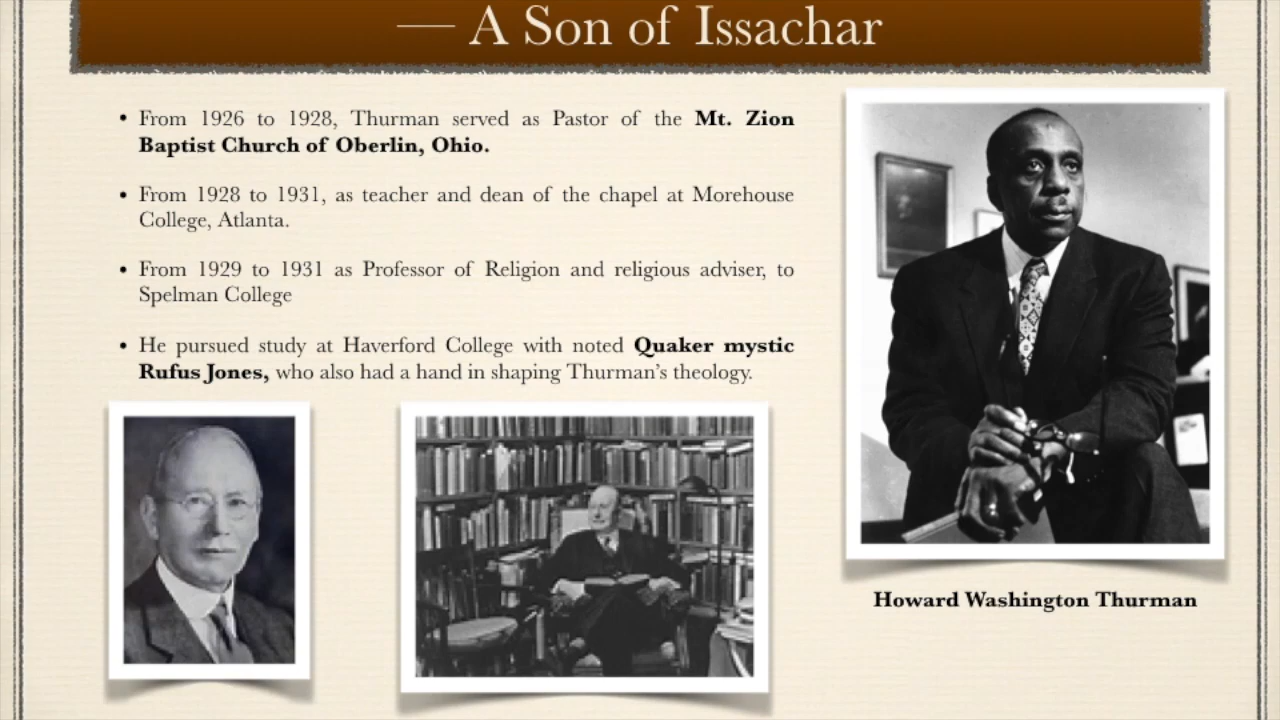 — A Son of Issachar
• From 1926 to 1928, Thurman served as Pastor of the Mt. Zion
Baptist Church of Oberlin, Ohio.
• From 1928 to 1931, as teacher and dean of the chapel at Morehouse
College, Atlanta.
• From 1929 to 1931 as Professor of Religion and religious adviser, to
Spelman College
• He pursued study at Haverford College with noted Quaker mystic
Rufus Jones, who also had a hand in shaping Thurman's theology.
Howard Washington Thurman